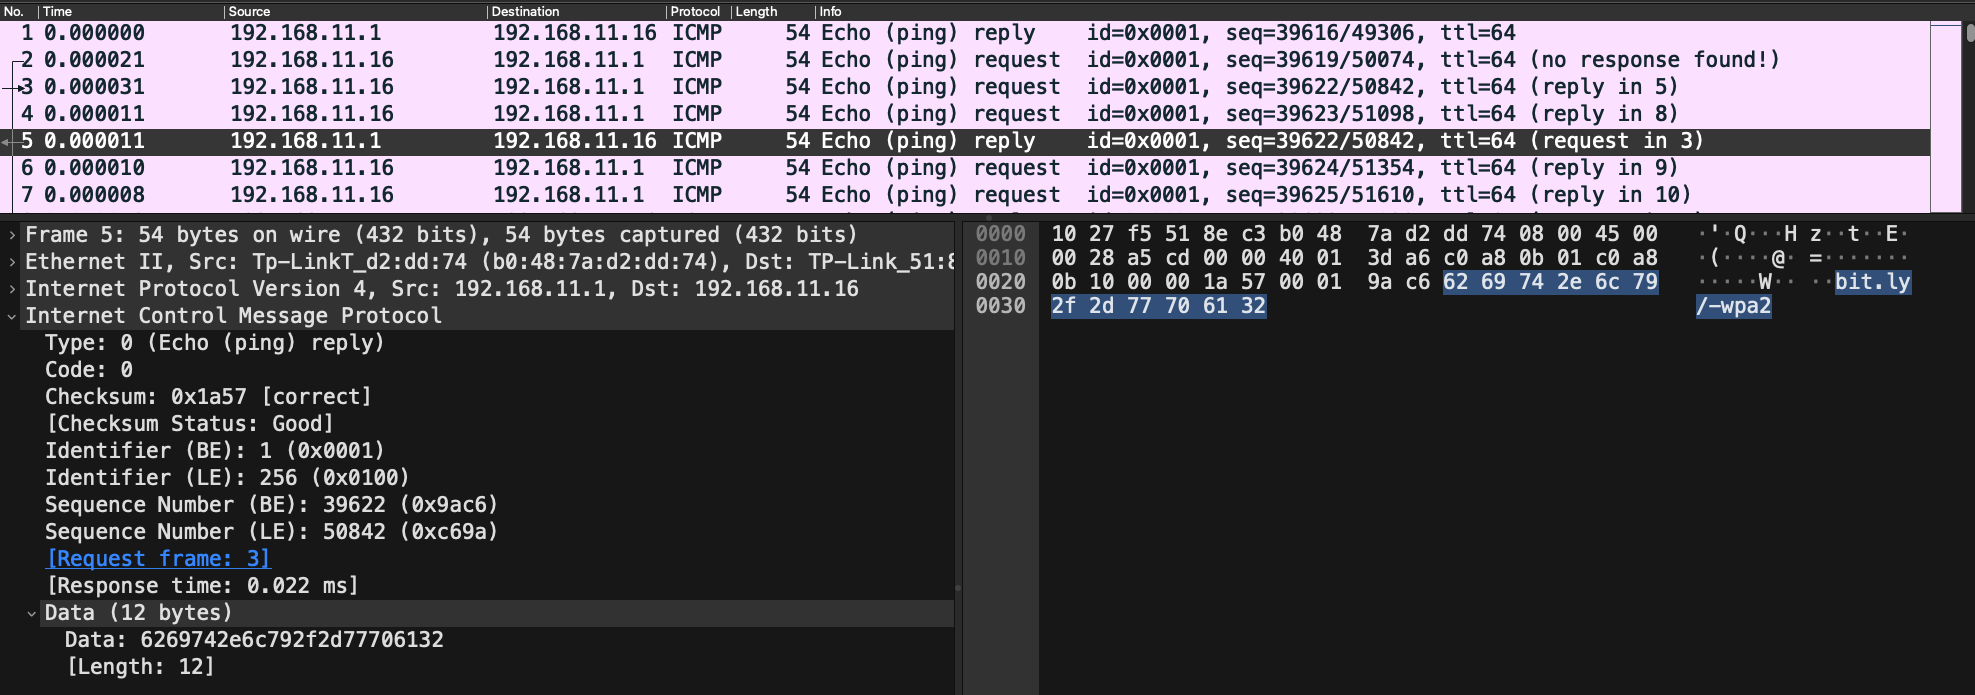 No. Time Source Destination Protocol Length Info
1 0.000000 192.168.11.1 192.168.11.16 ICMP 54 Echo (ping) reply id=0x0001, seq=39616/49306, ttl=64
2 0.000021 192.168.11.16 192.168.11.1 ICMP 54 Echo (ping) request id=0x0001, seq=39619/50074, ttl=64 (no response found!)
3 0.000031 192.168.11.16 192.168.11.1 ICMP 54 Echo (ping) request id=0x0001, seq=39622/50842, ttl=64 (reply in 5)
4 0.000011 192.168.11.16 192.168.11.1 ICMP 54 Echo (ping) request id=0x0001, seq=39623/51098, ttl=64 (reply in 8)
5 0.000011 192.168.11.1 192.168.11.16 ICMP 54 Echo (ping) reply id=0x0001, seq=39622/50842, ttl=64 (request in 3)
6 0.000010 192.168.11.16 192.168.11.1 ICMP 54 Echo (ping) request id=0x0001, seq=39624/51354, ttl=64 (reply in 9)
7 0.000008 192.168.11.16 192.168.11.1 ICMP 54 Echo (ping) request id=0x0001, seq=39625/51610, ttl=64 (reply in 10)
Frame 5: 54 bytes on wire (432 bits), 54 bytes captured (432 bits)
Ethernet II, Src: Tp-LinkT_d2:dd:74 (b0:48:7a:d2:dd:74), Dst: TP-Link_51:8
Internet Protocol Version 4, Src: 192.168.11.1, Dst: 192.168.11.16
Internet Control Message Protocol
Type: 0 (Echo (ping) reply)
Code: 0
Checksum: 0x1a57 [correct]
[Checksum Status: Good]
Identifier (BE): 1 (0x0001)
Identifier (LE): 256 (0x0100)
Sequence Number (BE): 39622 (0x9ac6)
Sequence Number (LE): 50842 (0xc69a)
[Request frame: 3]
[Response time: 0.022 ms]
Data (12 bytes)
Data: 6269742e6c792f2d77706132
[Length: 12]
0000 10 27 f5 51 8e c3 b0 48 7a d2 dd 74 08 00 45 00 ·'·Q···H z··t··E·
0010 00 28 a5 cd 00 00 40 01 3d a6 c0 a8 0b 01 c0 a8 ·(····@· =·······
0020 0b 10 00 00 1a 57 00 01 9a c6 62 69 74 2e 6c 79 ·····W·· ··bit.ly
0030 2f 2d 77 70 61 32 /-wpa2